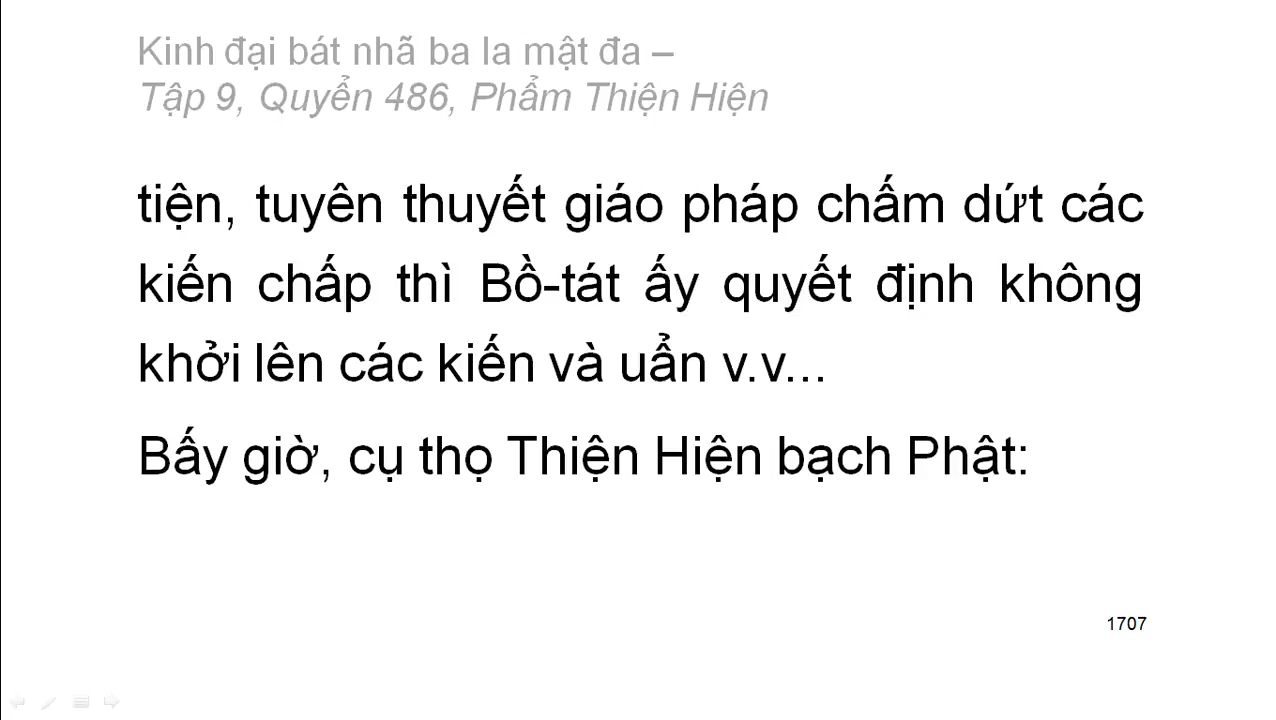 Kinh đại bát nhã ba la mật đa –
Tập 9, Quyển 486, Phẩm Thiện Hiện
tiện, tuyên thuyết giáo pháp chấm dứt các
kiến chấp thì Bồ-tát ấy quyết định không
khởi lên các kiến và uẩn v.v...
Bấy giờ, cụ thọ Thiện Hiện bạch Phật:
1707